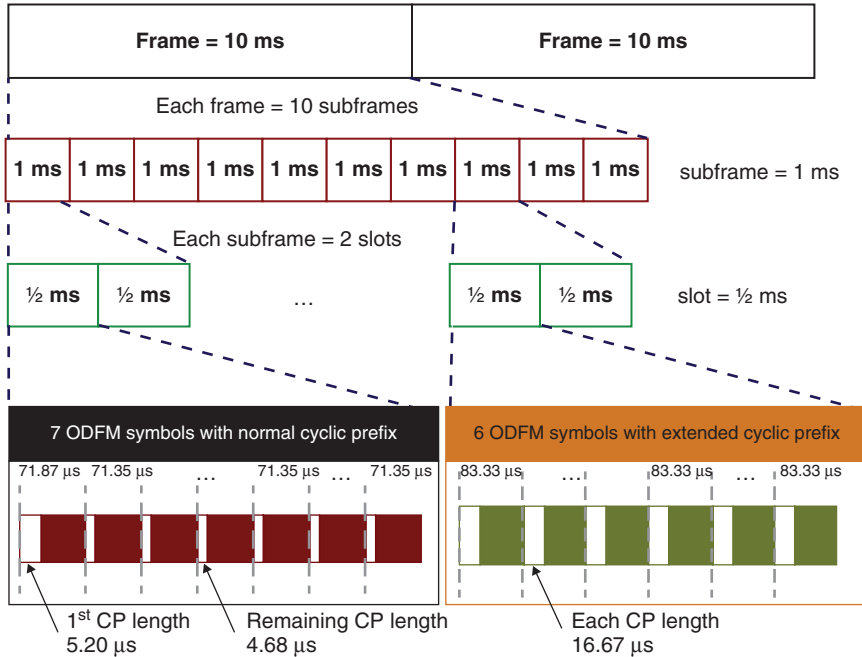 Frame = 10 ms Frame = 10 ms
Each frame = 10 subframes
1 ms 1 ms 1 ms 1 ms 1 ms 1 ms 1 ms 1 ms 1 ms 1 ms subframe = 1 ms
Each subframe = 2 slots
½ ms ½ ms … ½ ms ½ ms slot = ½ ms
7 ODFM symbols with normal cyclic prefix
71.87 µs 71.35 µs … 71.35 µs … 71.35 µs
1st CP length
5.20 µs
Remaining CP length
4.68 µs
6 ODFM symbols with extended cyclic prefix
83.33 µs … 83.33 µs … 83.33 µs
Each CP length
16.67 µs